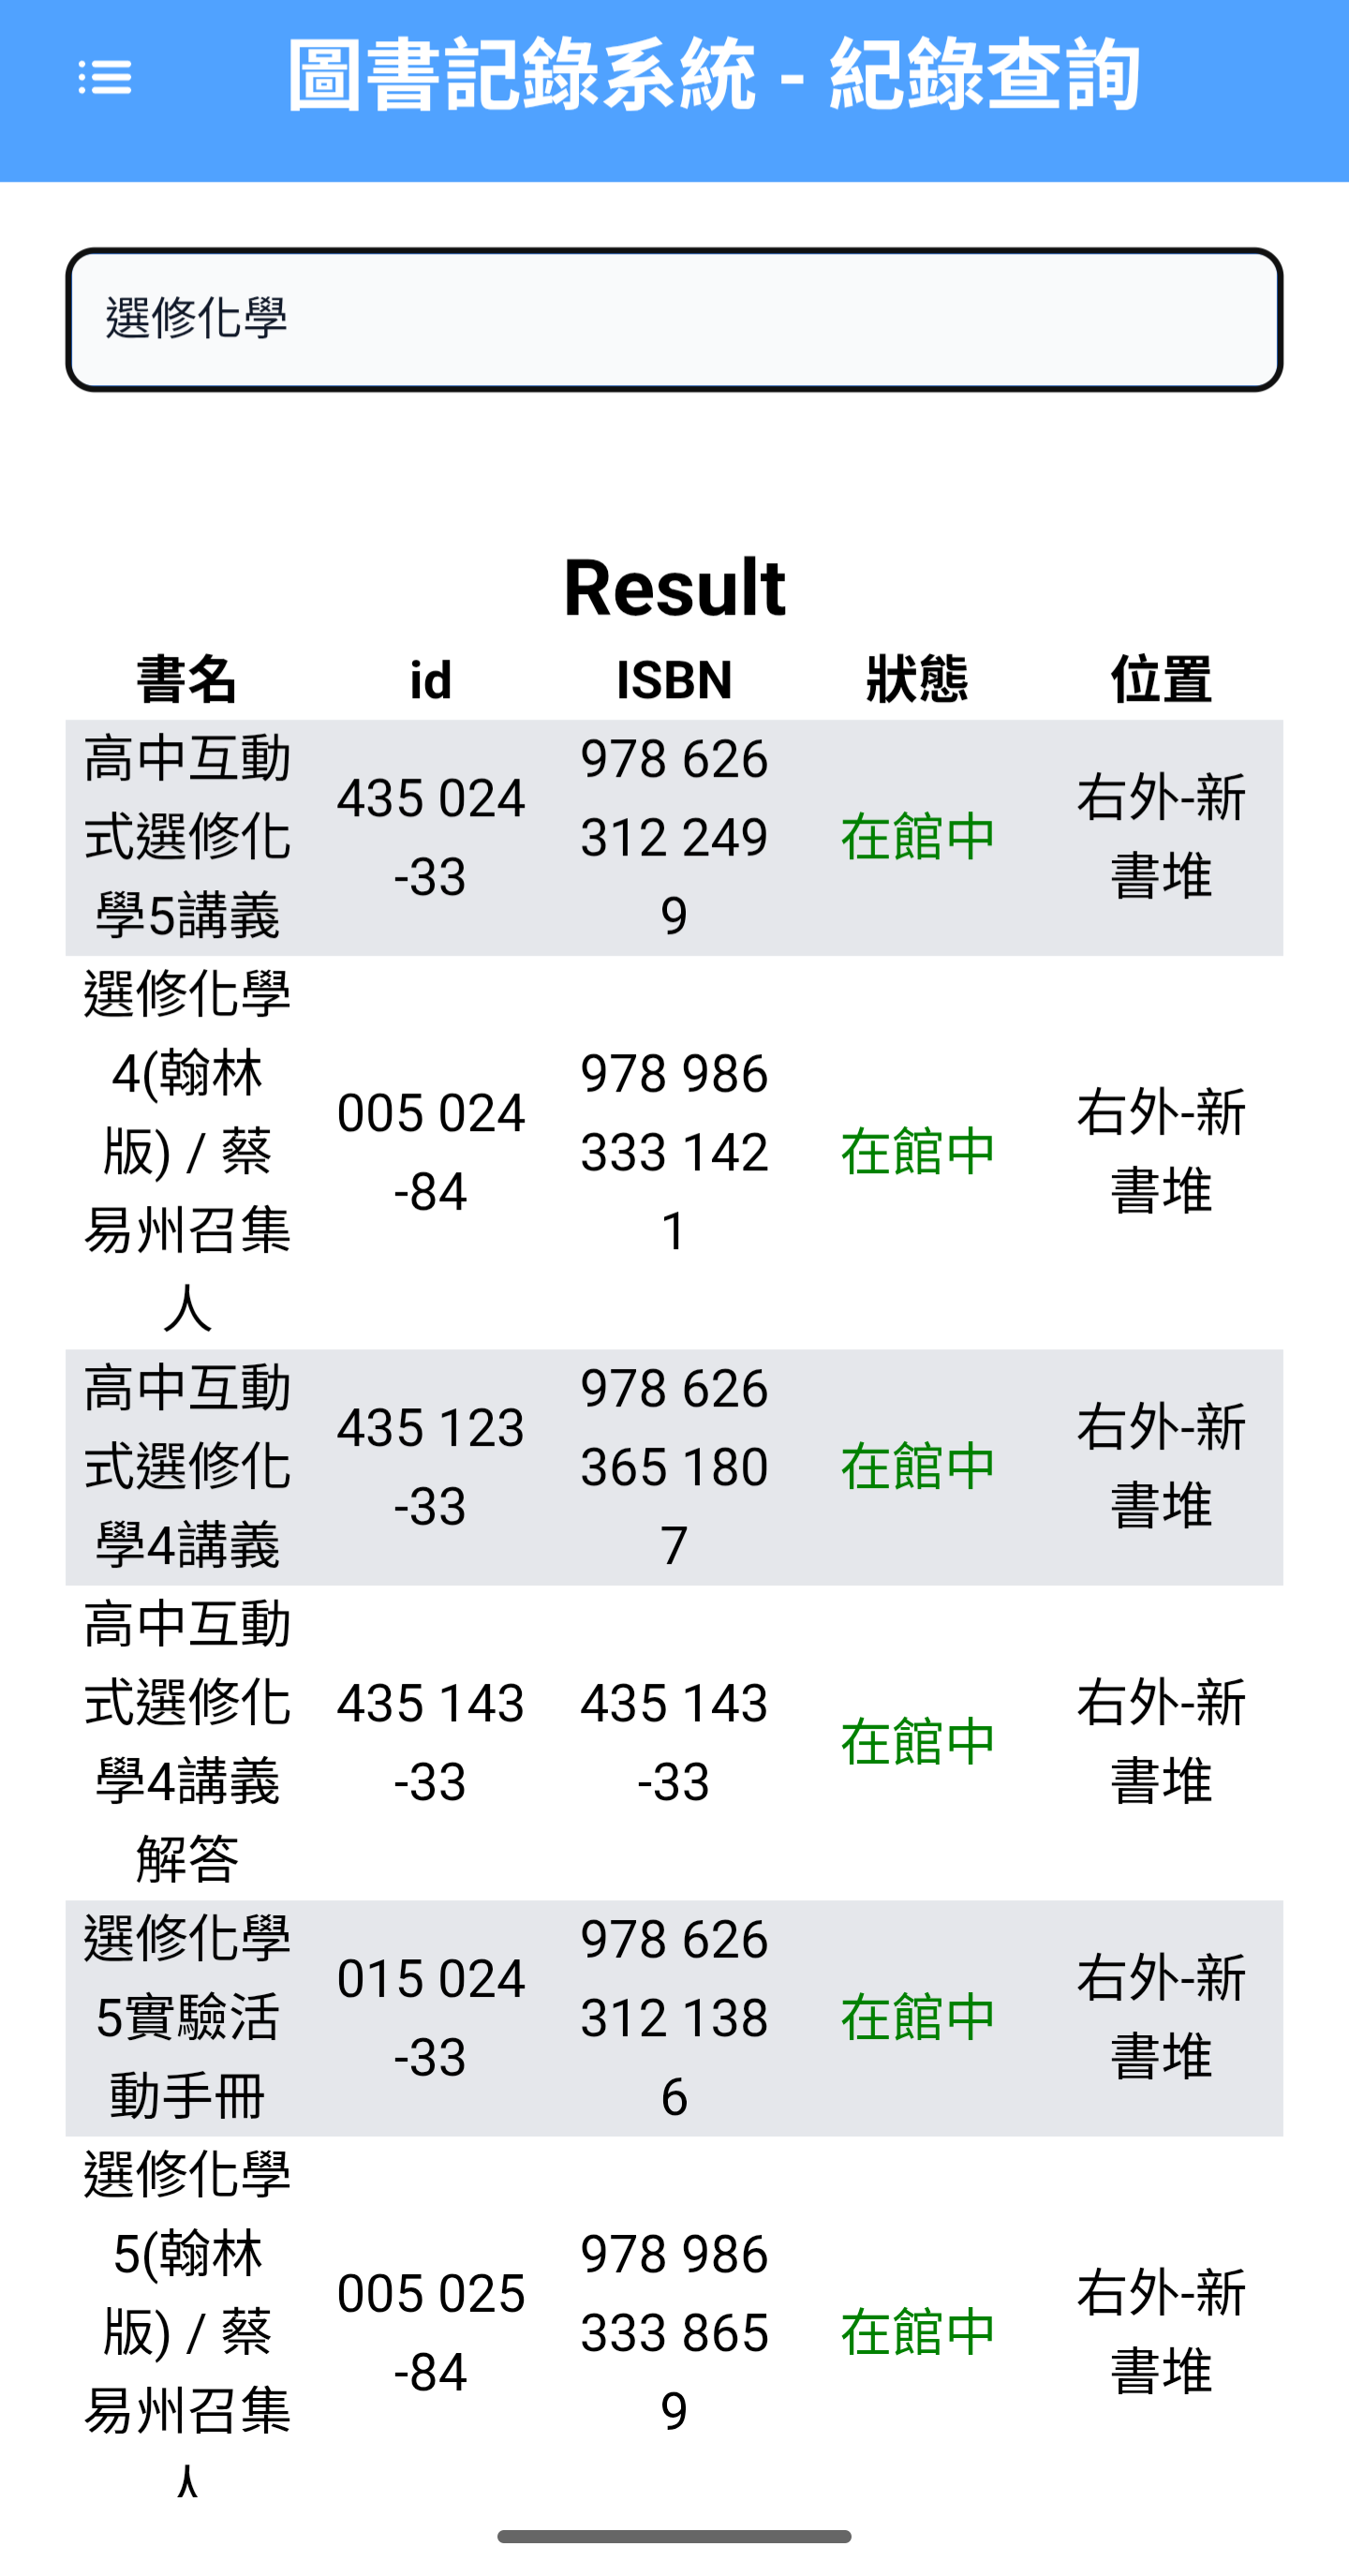 圖書記錄系統 - 紀錄查詢
選修化學
Result
書名 id ISBN 狀態 位置
高中互動
式選修化
學5講義
435 024
-33
978 626
312 249
9
在館中
右外-新
書堆
選修化學
4(翰林
版) / 蔡
易州召集
人
005 024
-84
978 986
333 142
1
在館中
右外-新
書堆
高中互動
式選修化
學4講義
435 123
-33
978 626
365 180
7
在館中
右外-新
書堆
高中互動
式選修化
學4講義
解答
435 143
-33
435 143
-33
在館中
右外-新
書堆
選修化學
5實驗活
動手冊
015 024
-33
978 626
312 138
6
在館中
右外-新
書堆
選修化學
5(翰林
版) / 蔡
易州召集
人
005 025
-84
978 986
333 865
9
在館中
右外-新
書堆